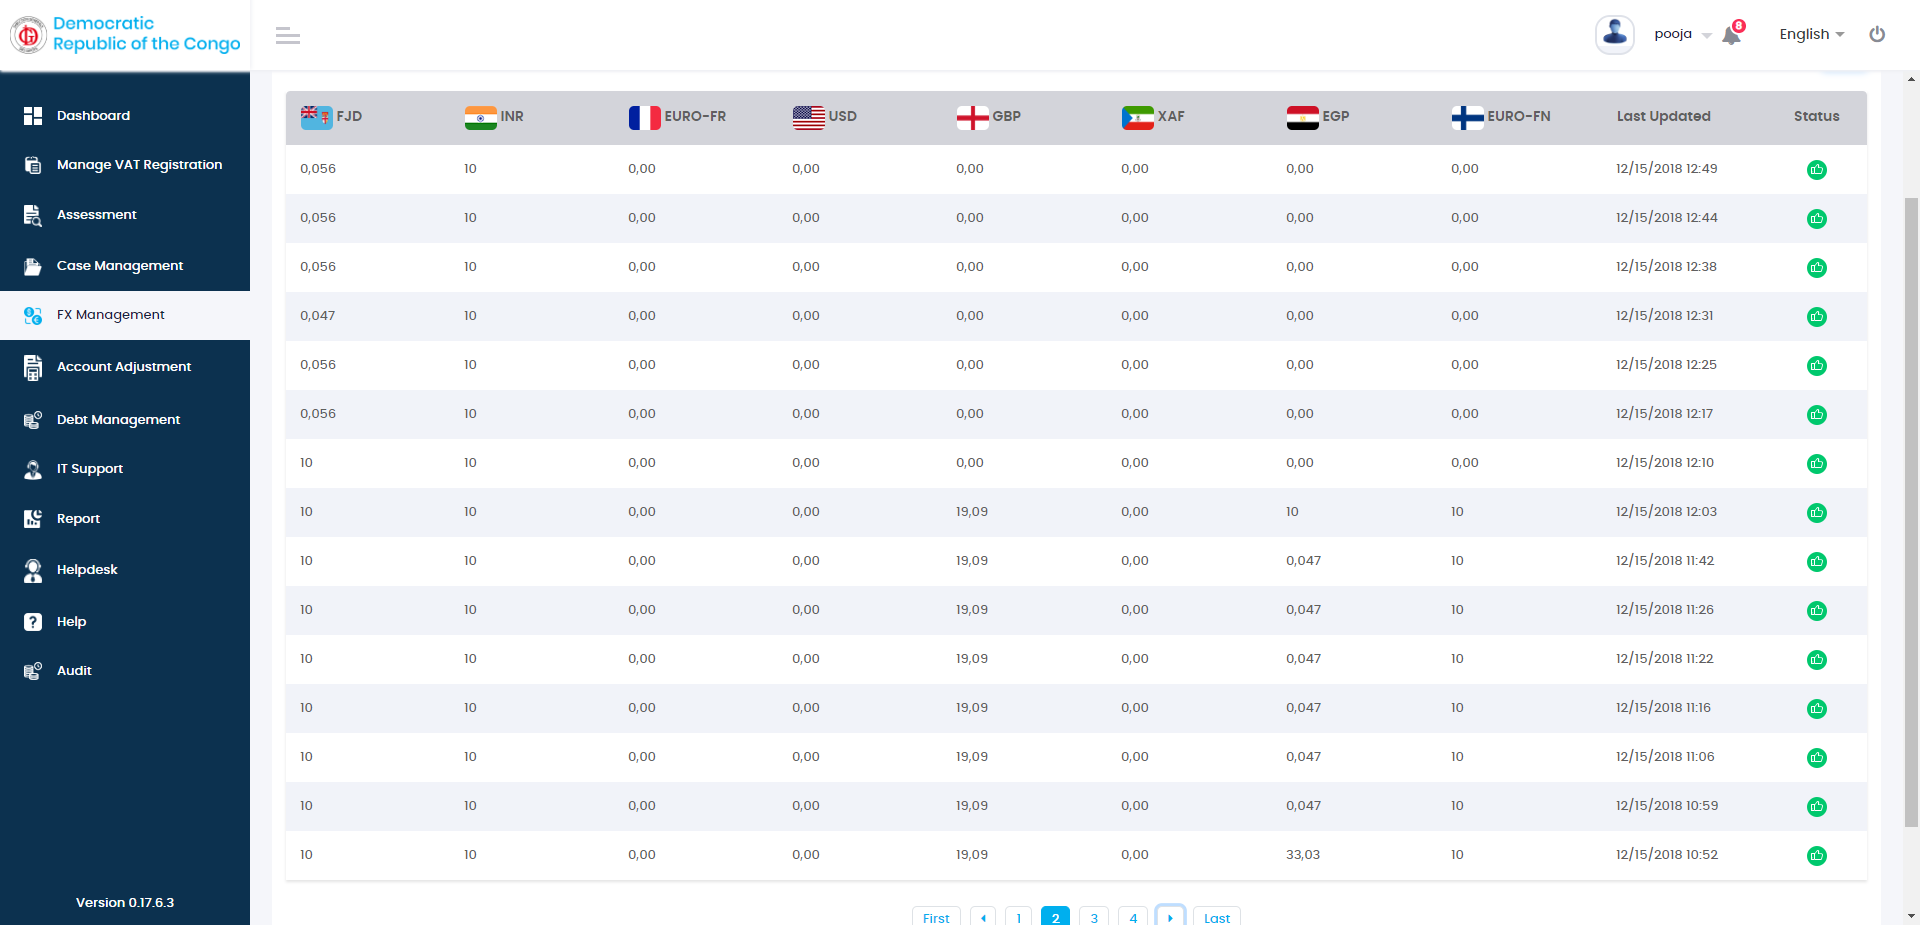 Democratic
Republic of the Congo
pooja
8
English
Dashboard
Manage VAT Registration
Assessment
Case Management
FX Management
Account Adjustment
Debt Management
IT Support
Report
Helpdesk
Help
Audit
Version 0.17.6.3
FJD INR EURO-FR USD GBP XAF EGP EURO-FN Last Updated Status
0,056 10 0,00 0,00 0,00 0,00 0,00 0,00 12/15/2018 12:49
0,056 10 0,00 0,00 0,00 0,00 0,00 0,00 12/15/2018 12:44
0,056 10 0,00 0,00 0,00 0,00 0,00 0,00 12/15/2018 12:38
0,047 10 0,00 0,00 0,00 0,00 0,00 0,00 12/15/2018 12:31
0,056 10 0,00 0,00 0,00 0,00 0,00 0,00 12/15/2018 12:25
0,056 10 0,00 0,00 0,00 0,00 0,00 0,00 12/15/2018 12:17
10 10 0,00 0,00 0,00 0,00 0,00 0,00 12/15/2018 12:10
10 10 0,00 0,00 19,09 0,00 10 10 12/15/2018 12:03
10 10 0,00 0,00 19,09 0,00 0,047 10 12/15/2018 11:42
10 10 0,00 0,00 19,09 0,00 0,047 10 12/15/2018 11:26
10 10 0,00 0,00 19,09 0,00 0,047 10 12/15/2018 11:22
10 10 0,00 0,00 19,09 0,00 0,047 10 12/15/2018 11:16
10 10 0,00 0,00 19,09 0,00 0,047 10 12/15/2018 11:06
10 10 0,00 0,00 19,09 0,00 0,047 10 12/15/2018 10:59
10 10 0,00 0,00 19,09 0,00 33,03 10 12/15/2018 10:52
First 1 2 3 4 Last